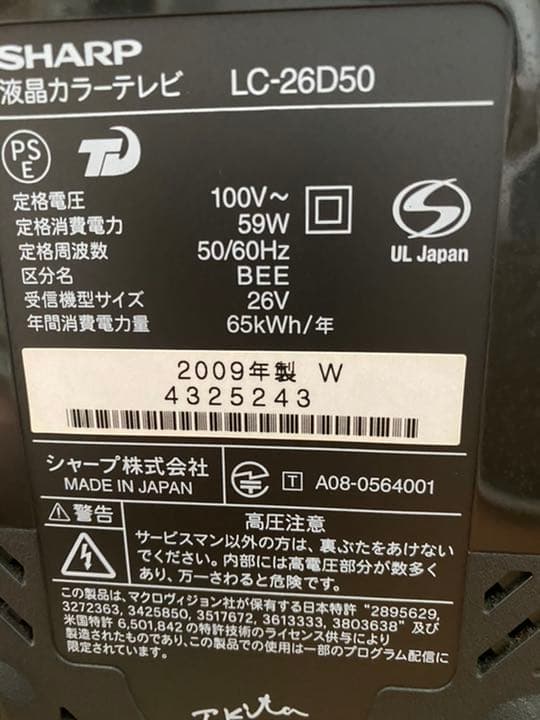 SHARP
液晶カラーテレビ LC-26D50
PS
E
定格電圧 100V～
定格消費電力 59W
定格周波数 50/60Hz
区分名 BEE
受信機型サイズ 26V
年間消費電力量 65kWh/年
UL Japan
2009年製 W
4325243
シャープ株式会社
MADE IN JAPAN
T A08-0564001
警告
高圧注意
サービスマン以外の方は、裏ぶたをあけない
でください。内部には高電圧部分が数多く
あり、万一さわると危険です。
この製品は、マクロヴィジョン社が保有する日本特許 "2895629,
3272363, 3425850, 3517672, 3613333, 3803638" 及び
米国特許 6,501,842 の特許技術のライセンス供与により
製造されたものであり、この製品での使用は一部のプログラム配信に
限定されています。